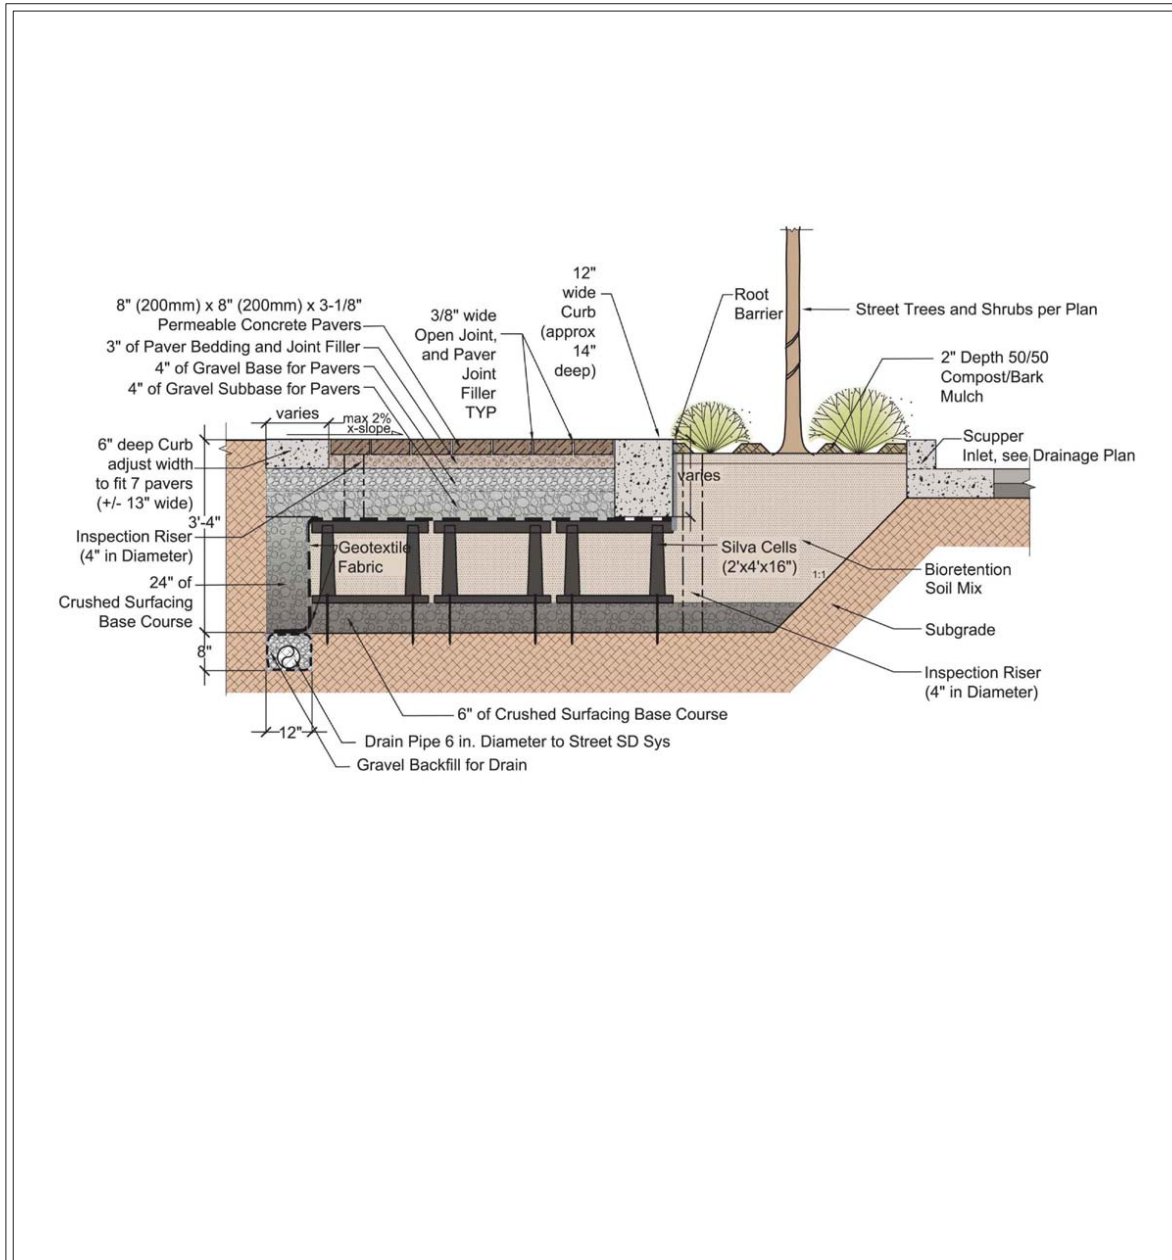 8" (200mm) x 8" (200mm) x 3-1/8"
Permeable Concrete Pavers
3" of Paver Bedding and Joint Filler
4" of Gravel Base for Pavers
4" of Gravel Subbase for Pavers
3/8" wide
Open Joint,
and Paver
Joint
Filler
TYP
12"
wide
Curb
(approx
14"
deep)
Root
Barrier
Street Trees and Shrubs per Plan
2" Depth 50/50
Compost/Bark
Mulch
varies
max 2%
x-slope
6" deep Curb
adjust width
to fit 7 pavers
(+/- 13" wide)
3'-4"
Inspection Riser
(4" in Diameter)
24" of
Crushed Surfacing
Base Course
8"
12"
Geotextile
Fabric
varies
Silva Cells
(2'x4'x16")
Scupper
Inlet, see Drainage Plan
1:1
Bioretention
Soil Mix
Subgrade
Inspection Riser
(4" in Diameter)
6" of Crushed Surfacing Base Course
Drain Pipe 6 in. Diameter to Street SD Sys
Gravel Backfill for Drain